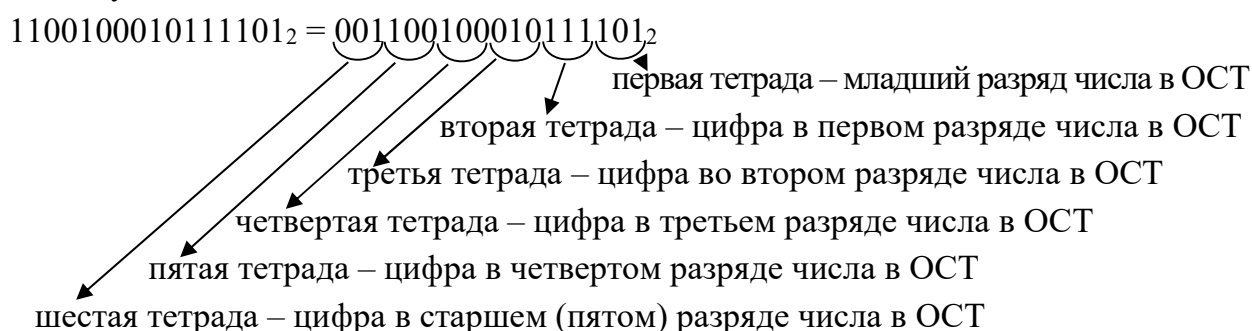 1100100010111101₂ = 001100100010111101₂
первая тетрада – младший разряд числа в ОСТ
вторая тетрада – цифра в первом разряде числа в ОСТ
третья тетрада – цифра во втором разряде числа в ОСТ
четвертая тетрада – цифра в третьем разряде числа в ОСТ
пятая тетрада – цифра в четвертом разряде числа в ОСТ
шестая тетрада – цифра в старшем (пятом) разряде числа в ОСТ